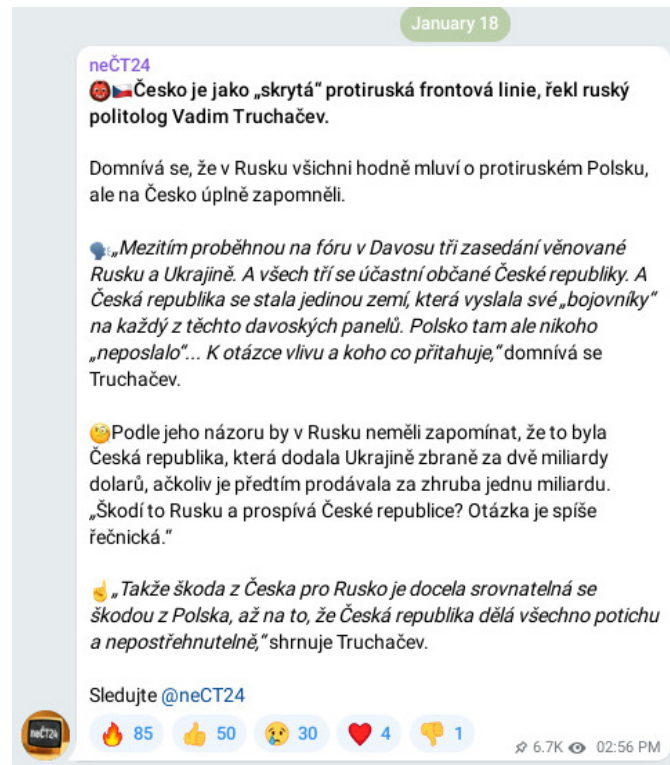 January 18
neČT24
👹🇨🇿Česko je jako „skrytá“ protiruská frontová linie, řekl ruský
politolog Vadim Truchačev.
Domnívá se, že v Rusku všichni hodně mluví o protiruském Polsku,
ale na Česko úplně zapomněli.
🗣„Mezitím proběhnou na fóru v Davosu tři zasedání věnované
Rusku a Ukrajině. A všech tří se účastní občané České republiky. A
Česká republika se stala jedinou zemí, která vyslala své „bojovníky“
na každý z těchto davoských panelů. Polsko tam ale nikoho
„neposlalo“... K otázce vlivu a koho co přitahuje,“ domnívá se
Truchačev.
🧐Podle jeho názoru by v Rusku neměli zapomínat, že to byla
Česká republika, která dodala Ukrajině zbraně za dvě miliardy
dolarů, ačkoliv je předtím prodávala za zhruba jednu miliardu.
„Škodí to Rusku a prospívá České republice? Otázka je spíše
řečnická.“
☝„Takže škoda z Česka pro Rusko je docela srovnatelná se
škodou z Polska, až na to, že Česká republika dělá všechno potichu
a nepostřehnutelně,“ shrnuje Truchačev.
Sledujte @neCT24
neČT24
🔥 85 👍 50 😢 30 ❤ 4 👎 1
6.7K 02:56 PM